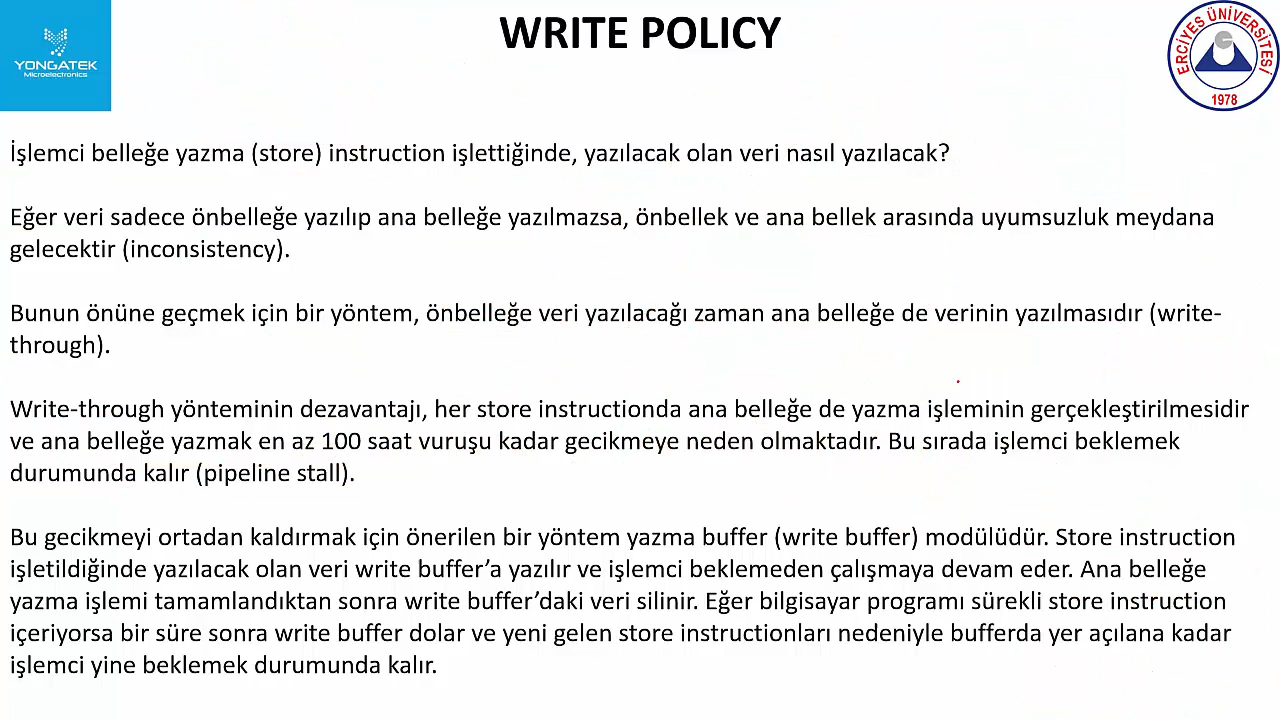 WRITE POLICY
YONGATEK
Microelectronics
ERCİYES ÜNİVERSİTESİ
1978
İşlemci belleğe yazma (store) instruction işlettiğinde, yazılacak olan veri nasıl yazılacak?
Eğer veri sadece önbelleğe yazılıp ana belleğe yazılmazsa, önbellek ve ana bellek arasında uyumsuzluk meydana
gelecektir (inconsistency).
Bunun önüne geçmek için bir yöntem, önbelleğe veri yazılacağı zaman ana belleğe de verinin yazılmasıdır (write-
through).
Write-through yönteminin dezavantajı, her store instructionda ana belleğe de yazma işleminin gerçekleştirilmesidir
ve ana belleğe yazmak en az 100 saat vuruşu kadar gecikmeye neden olmaktadır. Bu sırada işlemci beklemek
durumunda kalır (pipeline stall).
Bu gecikmeyi ortadan kaldırmak için önerilen bir yöntem yazma buffer (write buffer) modülüdür. Store instruction
işletildiğinde yazılacak olan veri write buffer’a yazılır ve işlemci beklemeden çalışmaya devam eder. Ana belleğe
yazma işlemi tamamlandıktan sonra write buffer’daki veri silinir. Eğer bilgisayar programı sürekli store instruction
içeriyorsa bir süre sonra write buffer dolar ve yeni gelen store instructionları nedeniyle bufferda yer açılana kadar
işlemci yine beklemek durumunda kalır.